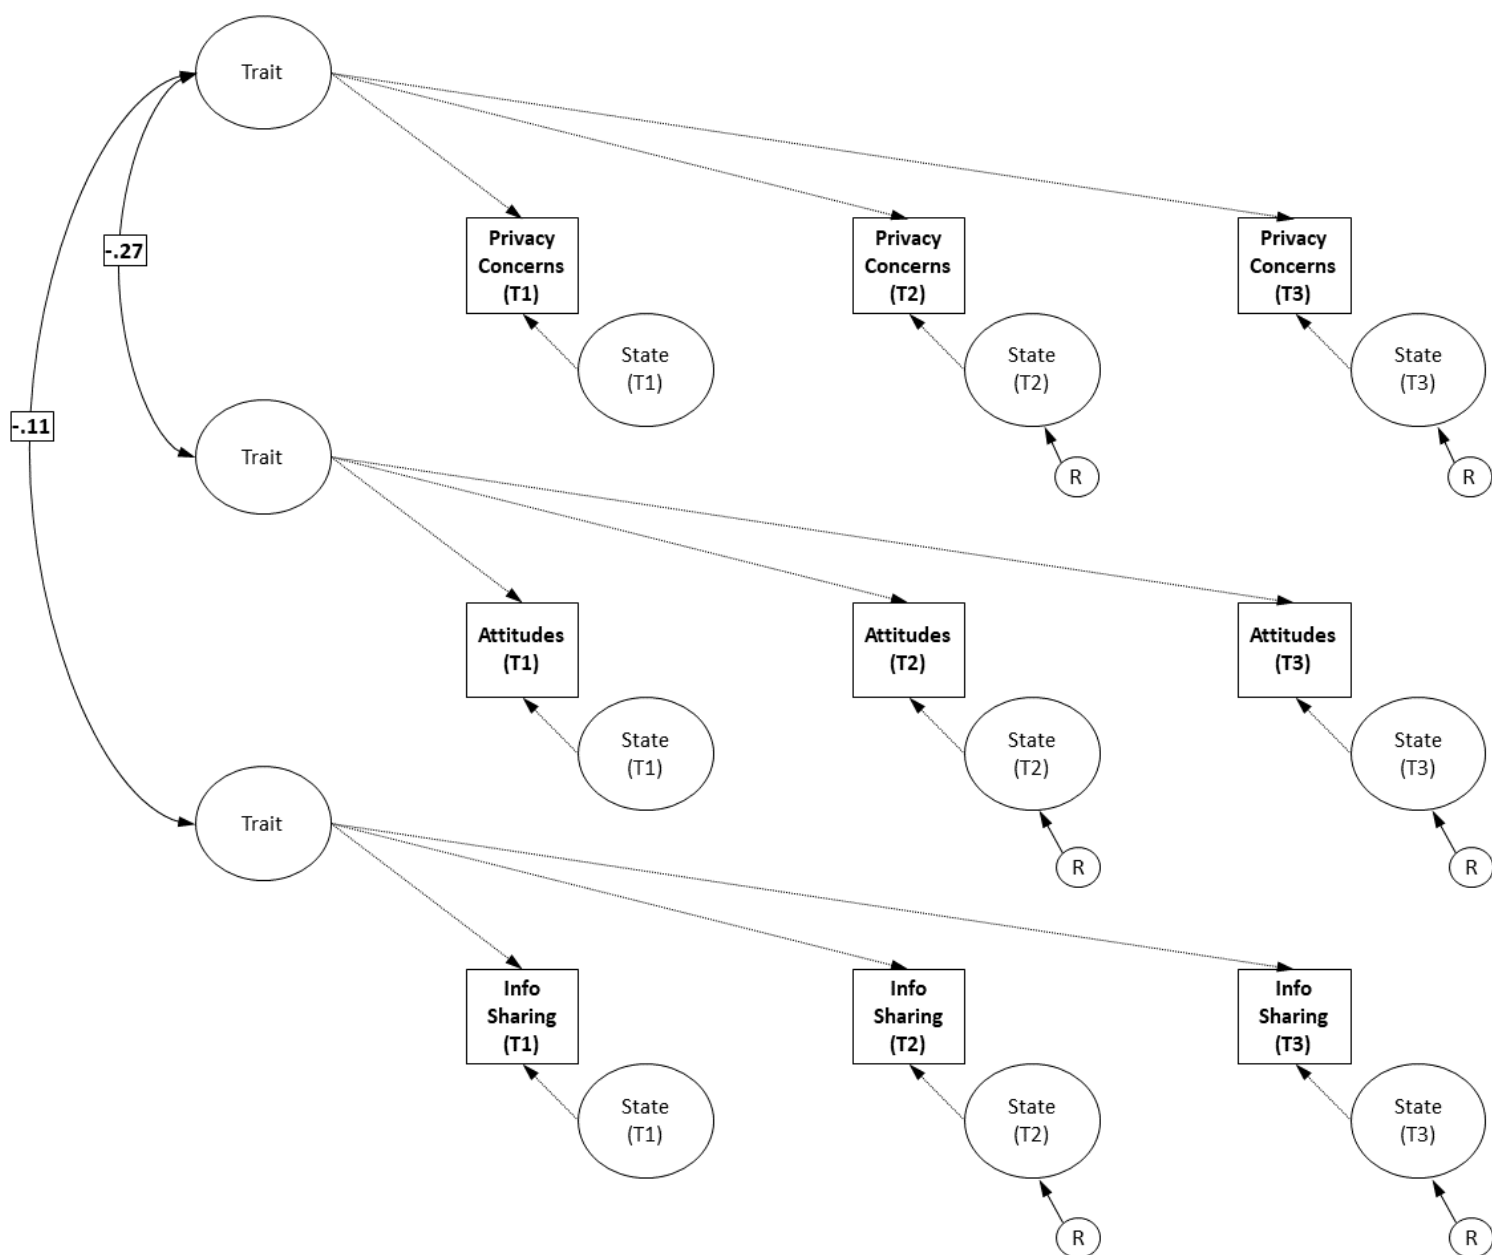 Trait
Privacy
Concerns
(T1)
Privacy
Concerns
(T2)
Privacy
Concerns
(T3)
-.27
State
(T1)
State
(T2)
State
(T3)
-.11
Trait
R
R
Attitudes
(T1)
Attitudes
(T2)
Attitudes
(T3)
State
(T1)
State
(T2)
State
(T3)
Trait
R
R
Info
Sharing
(T1)
Info
Sharing
(T2)
Info
Sharing
(T3)
State
(T1)
State
(T2)
State
(T3)
R
R